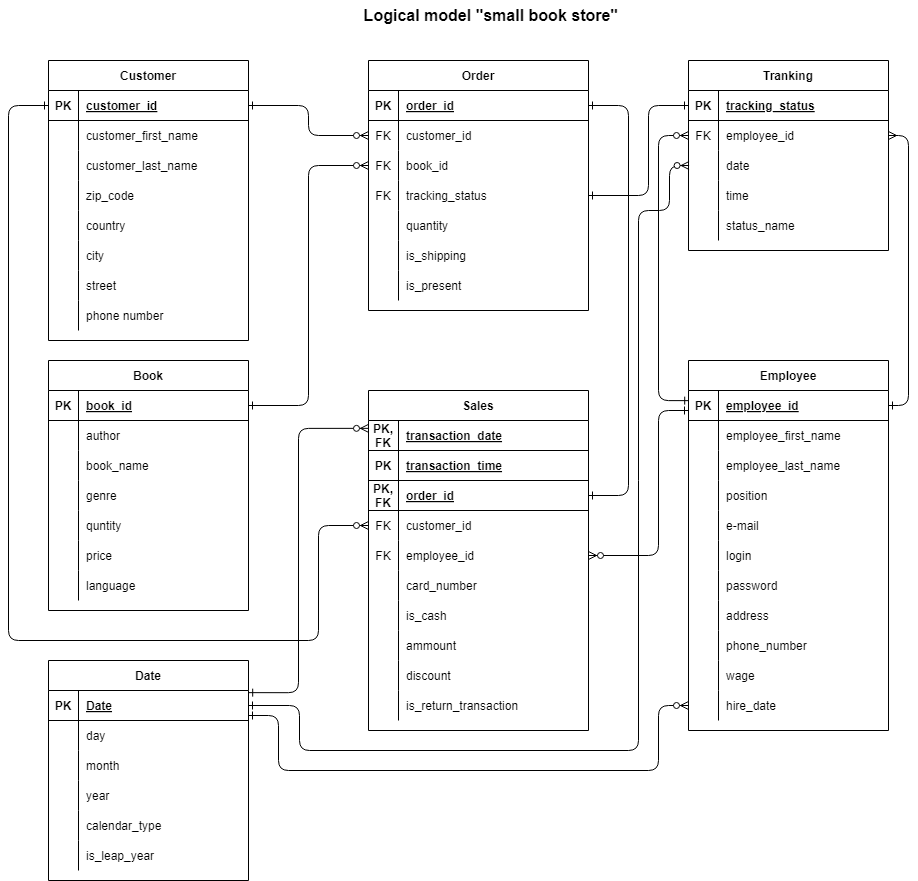 Logical model "small book store"
Customer
PK customer_id
customer_first_name
customer_last_name
zip_code
country
city
street
phone number
Order
PK order_id
FK customer_id
FK book_id
FK tracking_status
quantity
is_shipping
is_present
Tranking
PK tracking_status
FK employee_id
date
time
status_name
Book
PK book_id
author
book_name
genre
quntity
price
language
Sales
PK, FK transaction_date
PK transaction_time
PK, FK order_id
FK customer_id
FK employee_id
card_number
is_cash
ammount
discount
is_return_transaction
Employee
PK employee_id
employee_first_name
employee_last_name
position
e-mail
login
password
address
phone_number
wage
hire_date
Date
PK Date
day
month
year
calendar_type
is_leap_year